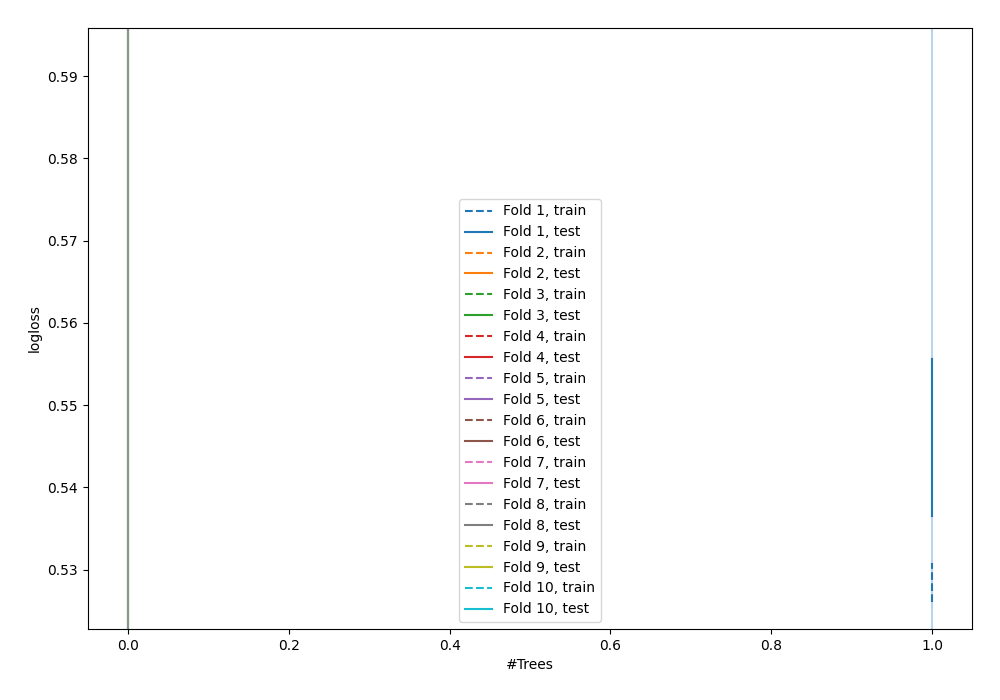 0.59
0.58
0.57
0.56
0.55
0.54
0.53
logloss
Fold 1, train
Fold 1, test
Fold 2, train
Fold 2, test
Fold 3, train
Fold 3, test
Fold 4, train
Fold 4, test
Fold 5, train
Fold 5, test
Fold 6, train
Fold 6, test
Fold 7, train
Fold 7, test
Fold 8, train
Fold 8, test
Fold 9, train
Fold 9, test
Fold 10, train
Fold 10, test
0.0 0.2 0.4 0.6 0.8 1.0
#Trees